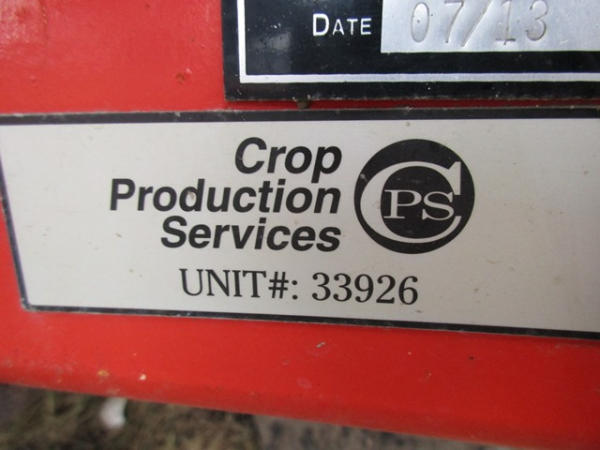 DATE 07/13
Crop
Production
Services
CPS
UNIT#: 33926